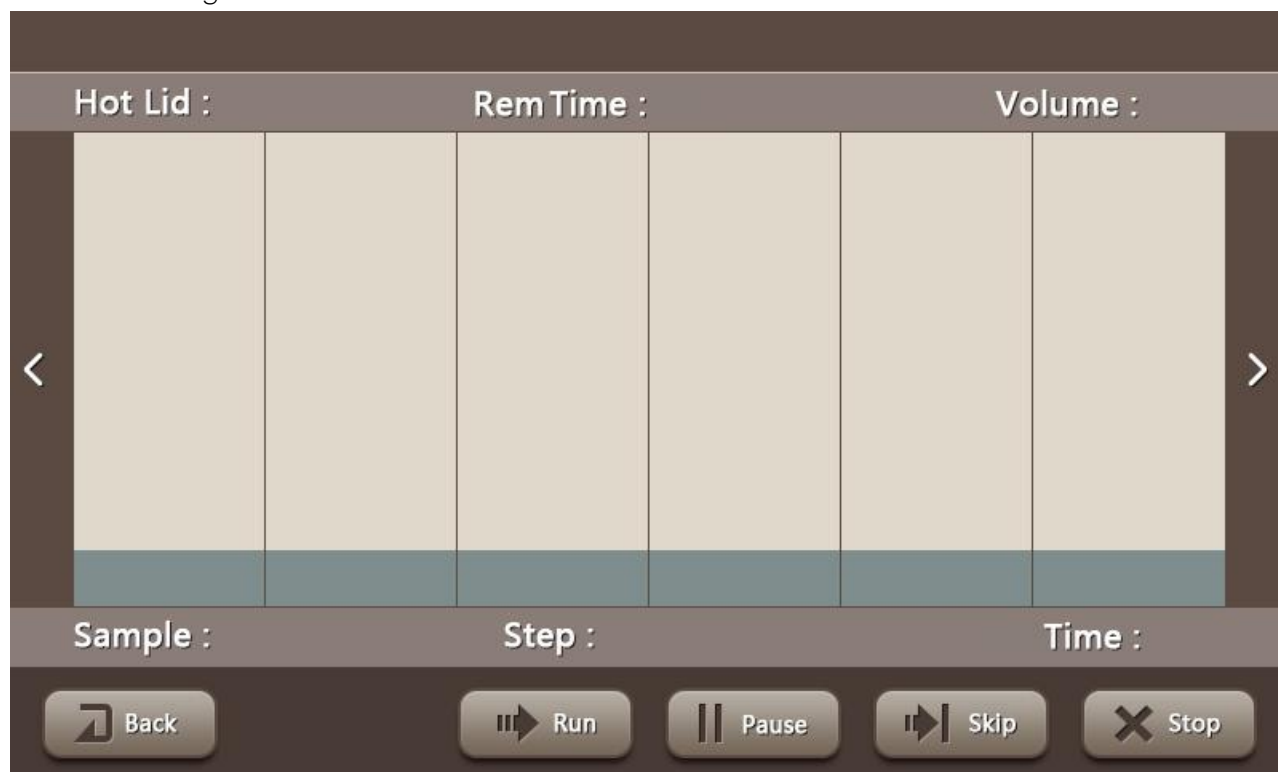 Hot Lid : Rem Time : Volume :
Sample : Step : Time :
Back Run Pause Skip Stop